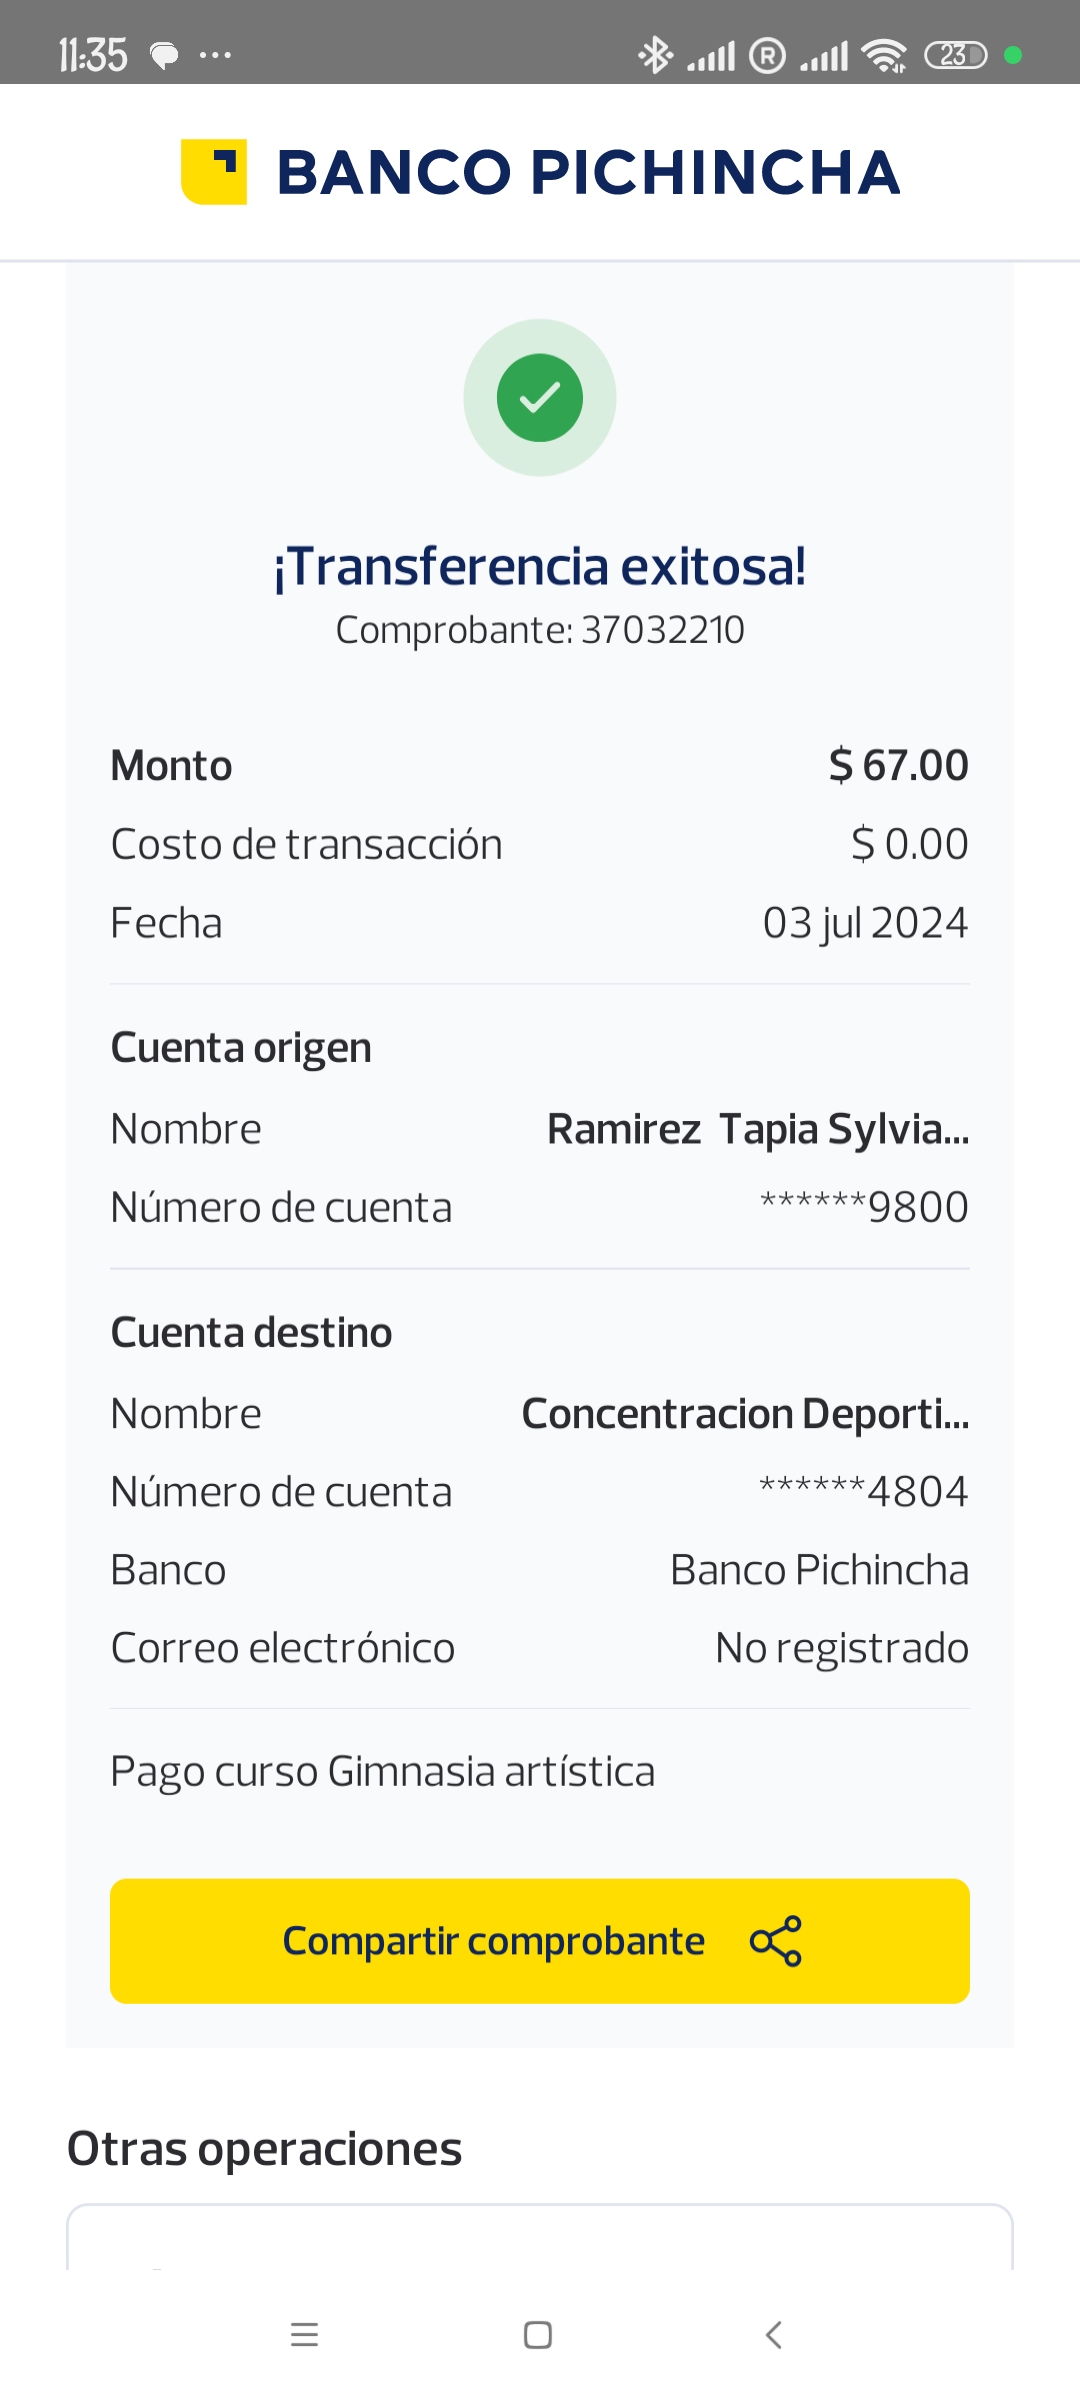 11:35
23
BANCO PICHINCHA
¡Transferencia exitosa!
Comprobante: 37032210
Monto $ 67.00
Costo de transacción $ 0.00
Fecha 03 jul 2024
Cuenta origen
Nombre Ramirez Tapia Sylvia...
Número de cuenta ******9800
Cuenta destino
Nombre Concentracion Deporti...
Número de cuenta ******4804
Banco Banco Pichincha
Correo electrónico No registrado
Pago curso Gimnasia artística
Compartir comprobante
Otras operaciones